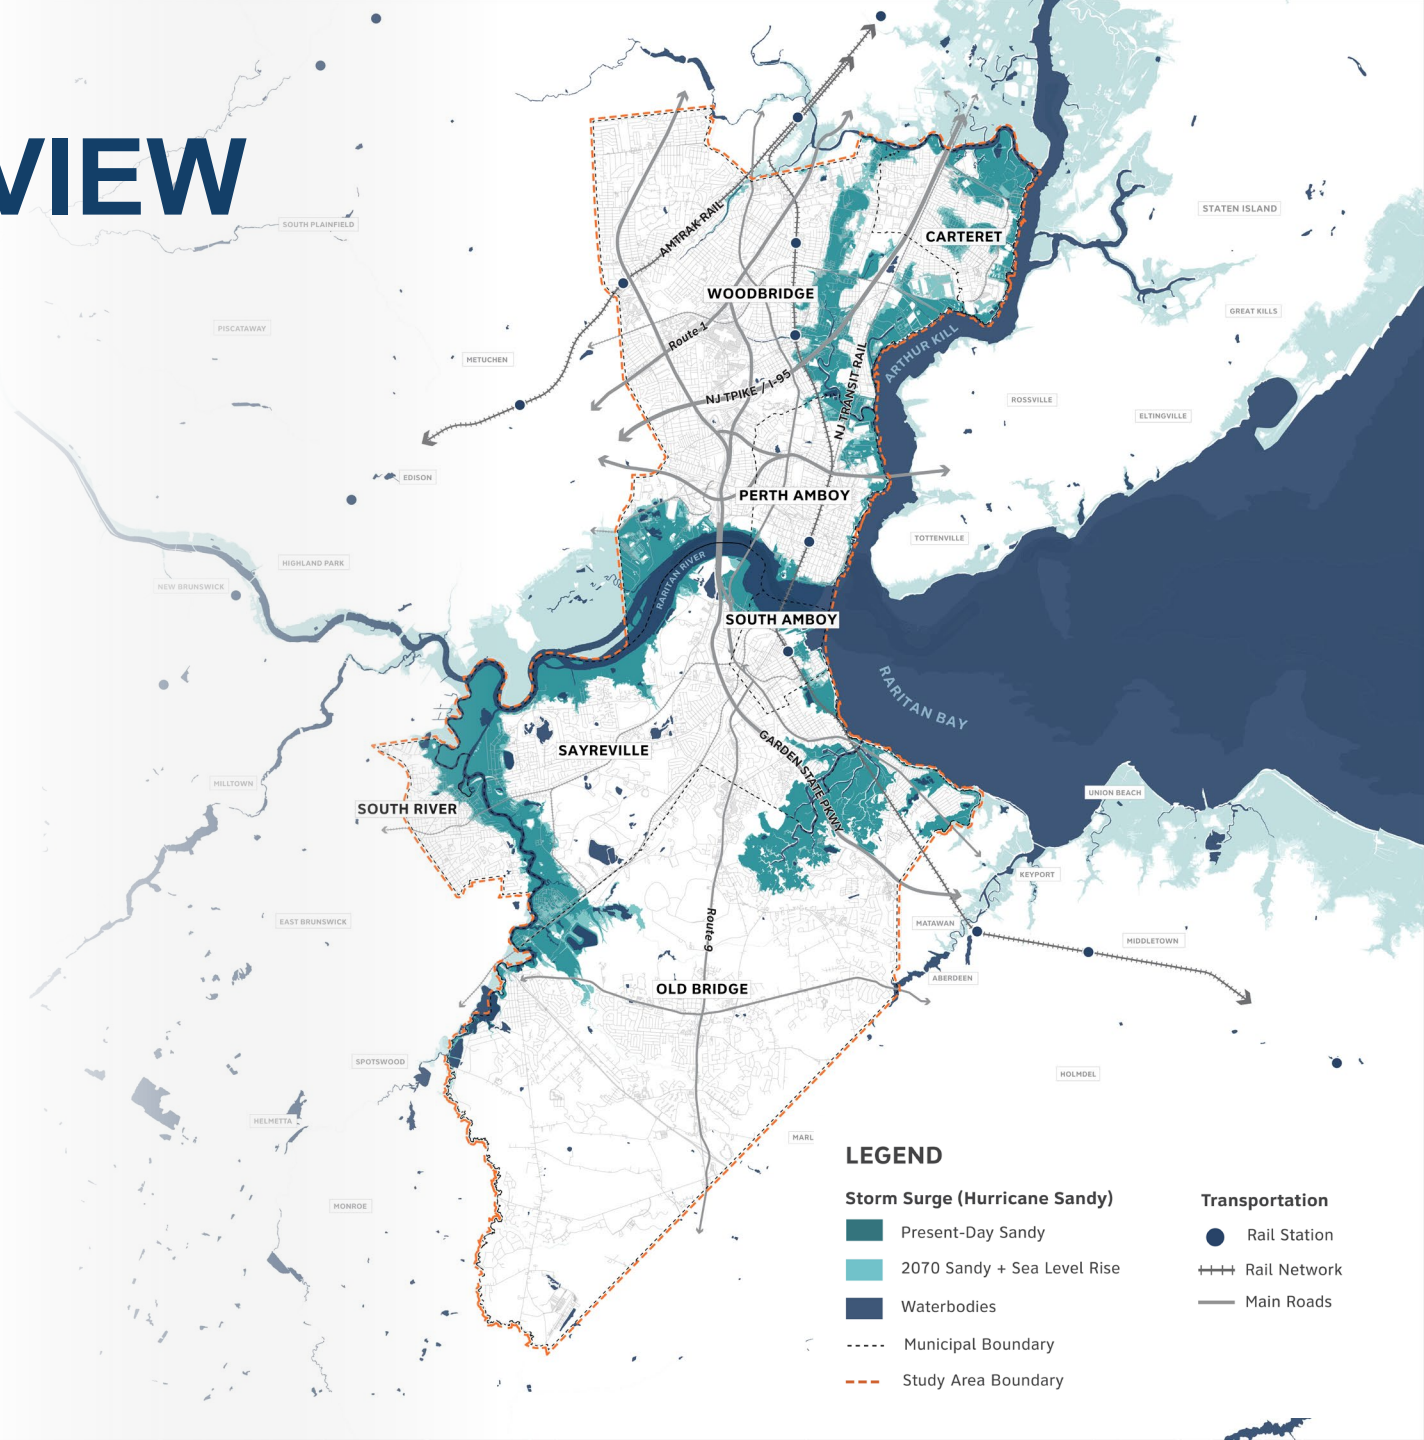 VIEW
SOUTH PLAINFIELD
STATEN ISLAND
AMTRAK RAIL
CARTERET
WOODBRIDGE
GREAT KILLS
PISCATAWAY
Route 1
ARTHUR KILL
METUCHEN
NJ TPIKE / I-95
NJ TRANSIT RAIL
ROSSVILLE
ELTINGVILLE
EDISON
PERTH AMBOY
TOTTENVILLE
HIGHLAND PARK
NEW BRUNSWICK
RARITAN RIVER
SOUTH AMBOY
RARITAN BAY
SAYREVILLE
GARDEN STATE PKWY
MILLTOWN
UNION BEACH
SOUTH RIVER
KEYPORT
EAST BRUNSWICK
Route 9
MATAWAN
MIDDLETOWN
ABERDEEN
OLD BRIDGE
SPOTSWOOD
HOLMDEL
HELMETTA
MARL
MONROE
LEGEND
Storm Surge (Hurricane Sandy)
Present-Day Sandy
2070 Sandy + Sea Level Rise
Waterbodies
Municipal Boundary
Study Area Boundary
Transportation
Rail Station
Rail Network
Main Roads